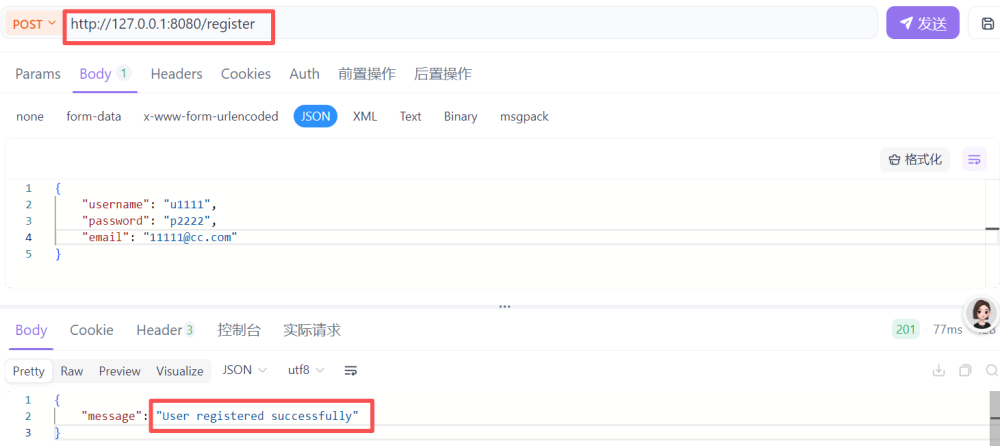 POST http://127.0.0.1:8080/register 发送
Params Body 1 Headers Cookies Auth 前置操作 后置操作
none form-data x-www-form-urlencoded JSON XML Text Binary msgpack
格式化
1 {
2 "username": "u1111",
3 "password": "p2222",
4 "email": "11111@cc.com"
5 }
Body Cookie Header 3 控制台 实际请求 201 77ms
Pretty Raw Preview Visualize JSON utf8
1 {
2 "message": "User registered successfully"
3 }